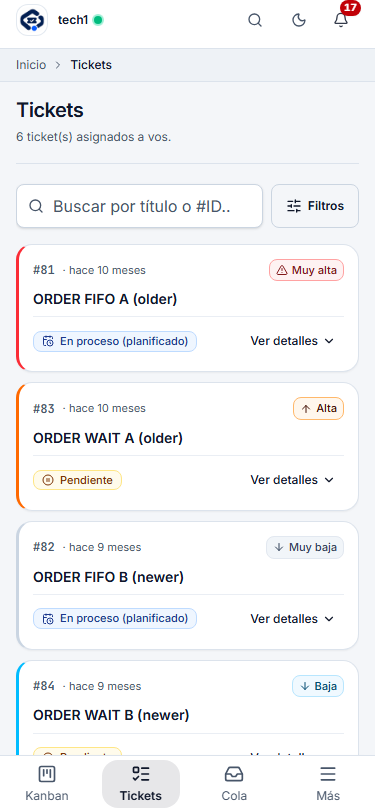 tech1
17
Inicio > Tickets
Tickets
6 ticket(s) asignados a vos.
Buscar por título o #ID..
Filtros
#81 · hace 10 meses
Muy alta
ORDER FIFO A (older)
En proceso (planificado)
Ver detalles
#83 · hace 10 meses
Alta
ORDER WAIT A (older)
Pendiente
Ver detalles
#82 · hace 9 meses
Muy baja
ORDER FIFO B (newer)
En proceso (planificado)
Ver detalles
#84 · hace 9 meses
Baja
ORDER WAIT B (newer)
Kanban
Tickets
Cola
Más